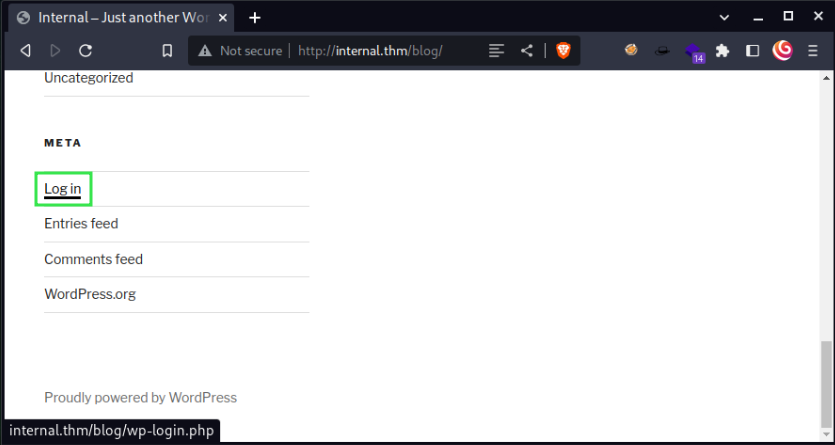 Internal – Just another Wor
Not secure
http://internal.thm/blog/
14
Uncategorized
META
Log in
Entries feed
Comments feed
WordPress.org
Proudly powered by WordPress
internal.thm/blog/wp-login.php